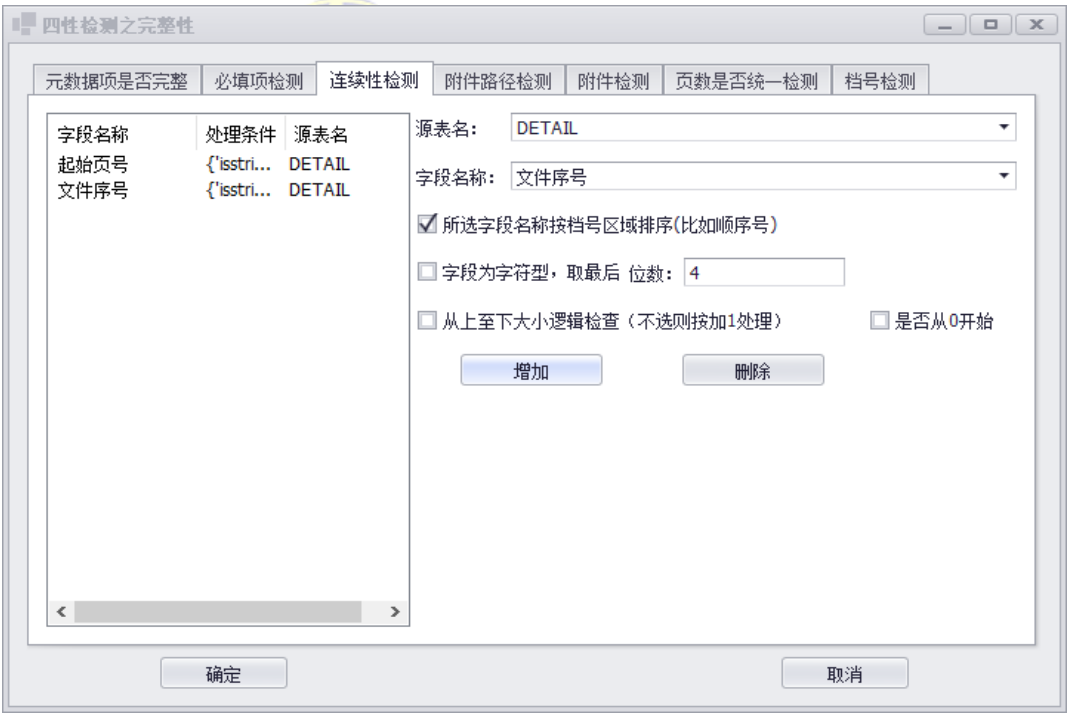 四性检测之完整性
元数据项是否完整 必填项检测 连续性检测 附件路径检测 附件检测 页数是否统一检测 档号检测
字段名称 处理条件 源表名
起始页号 {'isstri... DETAIL
文件序号 {'isstri... DETAIL
源表名： DETAIL
字段名称： 文件序号
所选字段名称按档号区域排序(比如顺序号)
字段为字符型，取最后 位数： 4
从上至下大小逻辑检查（不选则按加1处理） 是否从0开始
增加 删除
确定 取消